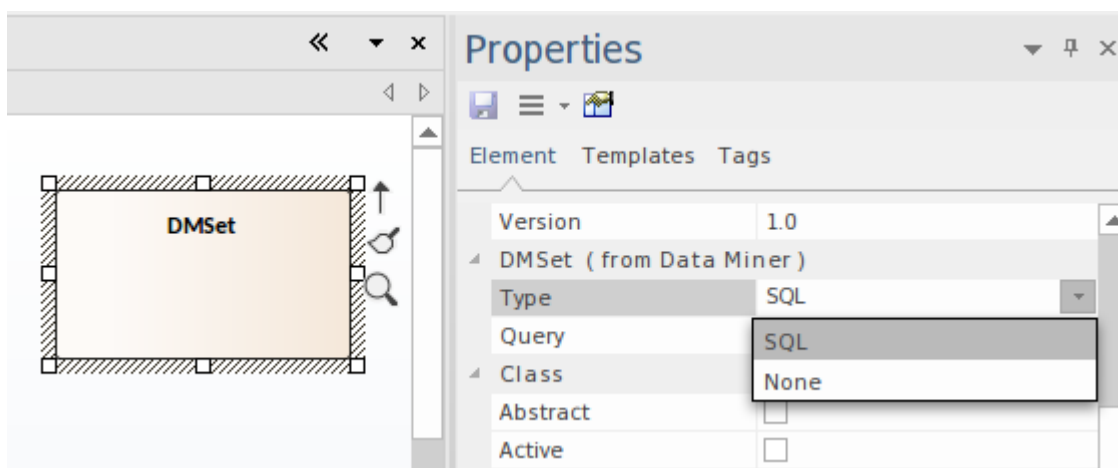 Properties
Element Templates Tags
DMSet
Version 1.0
DMSet ( from Data Miner )
Type SQL
Query
SQL
None
Class
Abstract
Active